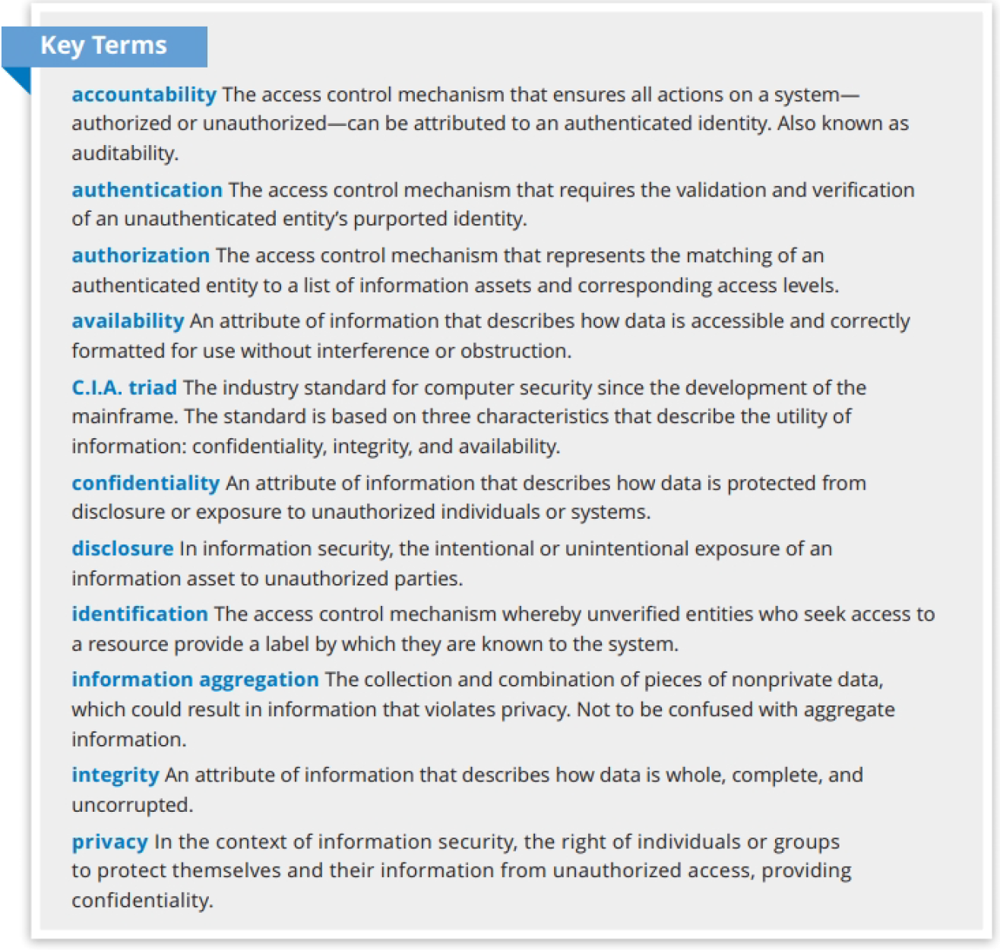 Key Terms
accountability The access control mechanism that ensures all actions on a system—
authorized or unauthorized—can be attributed to an authenticated identity. Also known as
auditability.
authentication The access control mechanism that requires the validation and verification
of an unauthenticated entity’s purported identity.
authorization The access control mechanism that represents the matching of an
authenticated entity to a list of information assets and corresponding access levels.
availability An attribute of information that describes how data is accessible and correctly
formatted for use without interference or obstruction.
C.I.A. triad The industry standard for computer security since the development of the
mainframe. The standard is based on three characteristics that describe the utility of
information: confidentiality, integrity, and availability.
confidentiality An attribute of information that describes how data is protected from
disclosure or exposure to unauthorized individuals or systems.
disclosure In information security, the intentional or unintentional exposure of an
information asset to unauthorized parties.
identification The access control mechanism whereby unverified entities who seek access to
a resource provide a label by which they are known to the system.
information aggregation The collection and combination of pieces of nonprivate data,
which could result in information that violates privacy. Not to be confused with aggregate
information.
integrity An attribute of information that describes how data is whole, complete, and
uncorrupted.
privacy In the context of information security, the right of individuals or groups
to protect themselves and their information from unauthorized access, providing
confidentiality.